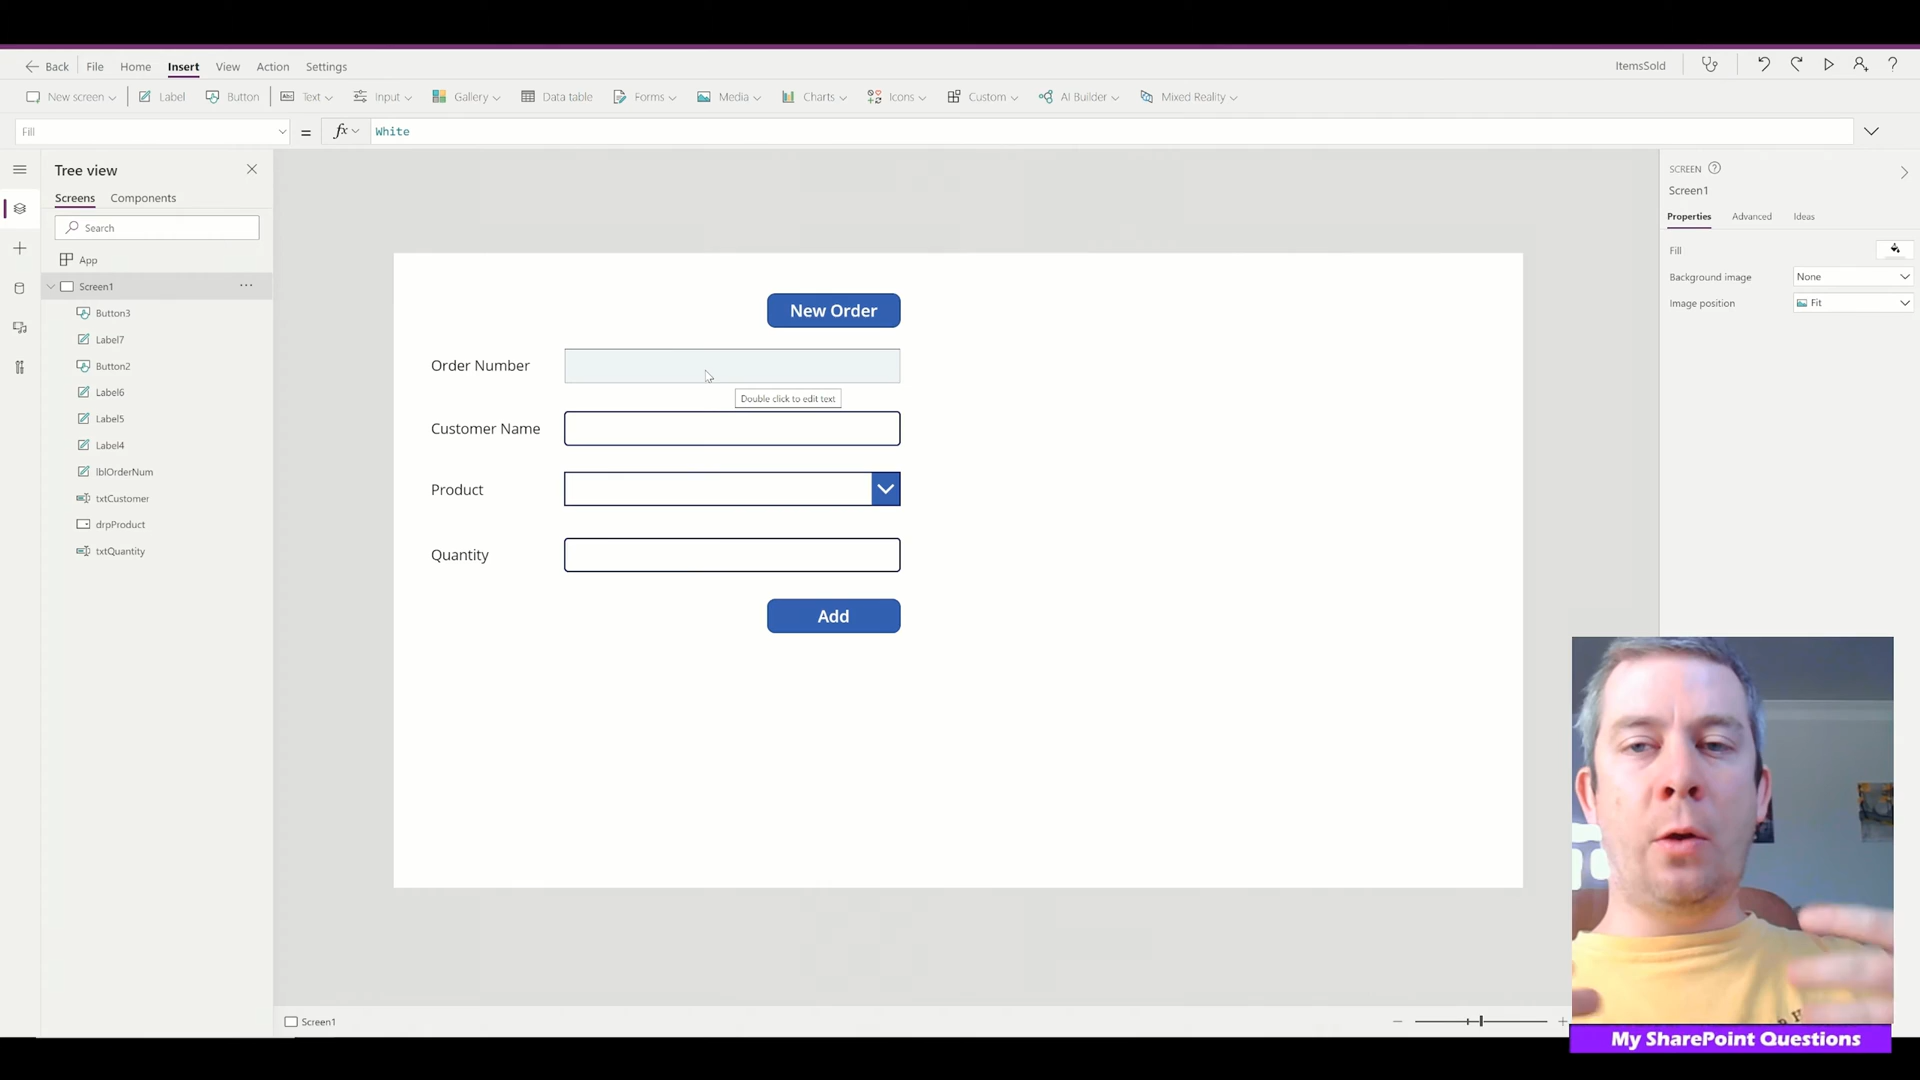 Back File Home Insert View Action Settings ItemsSold
New screen Label Button Text Input Gallery Data table Forms Media Charts Icons Custom AI Builder Mixed Reality
Fill = fx White
Tree view
Screens Components
Search
App
Screen1
Button3
Label7
Button2
Label6
Label5
Label4
lblOrderNum
txtCustomer
drpProduct
txtQuantity
New Order
Order Number
Double click to edit text
Customer Name
Product
Quantity
Add
SCREEN
Screen1
Properties Advanced Ideas
Fill
Background image None
Image position Fit
Screen1
My SharePoint Questions